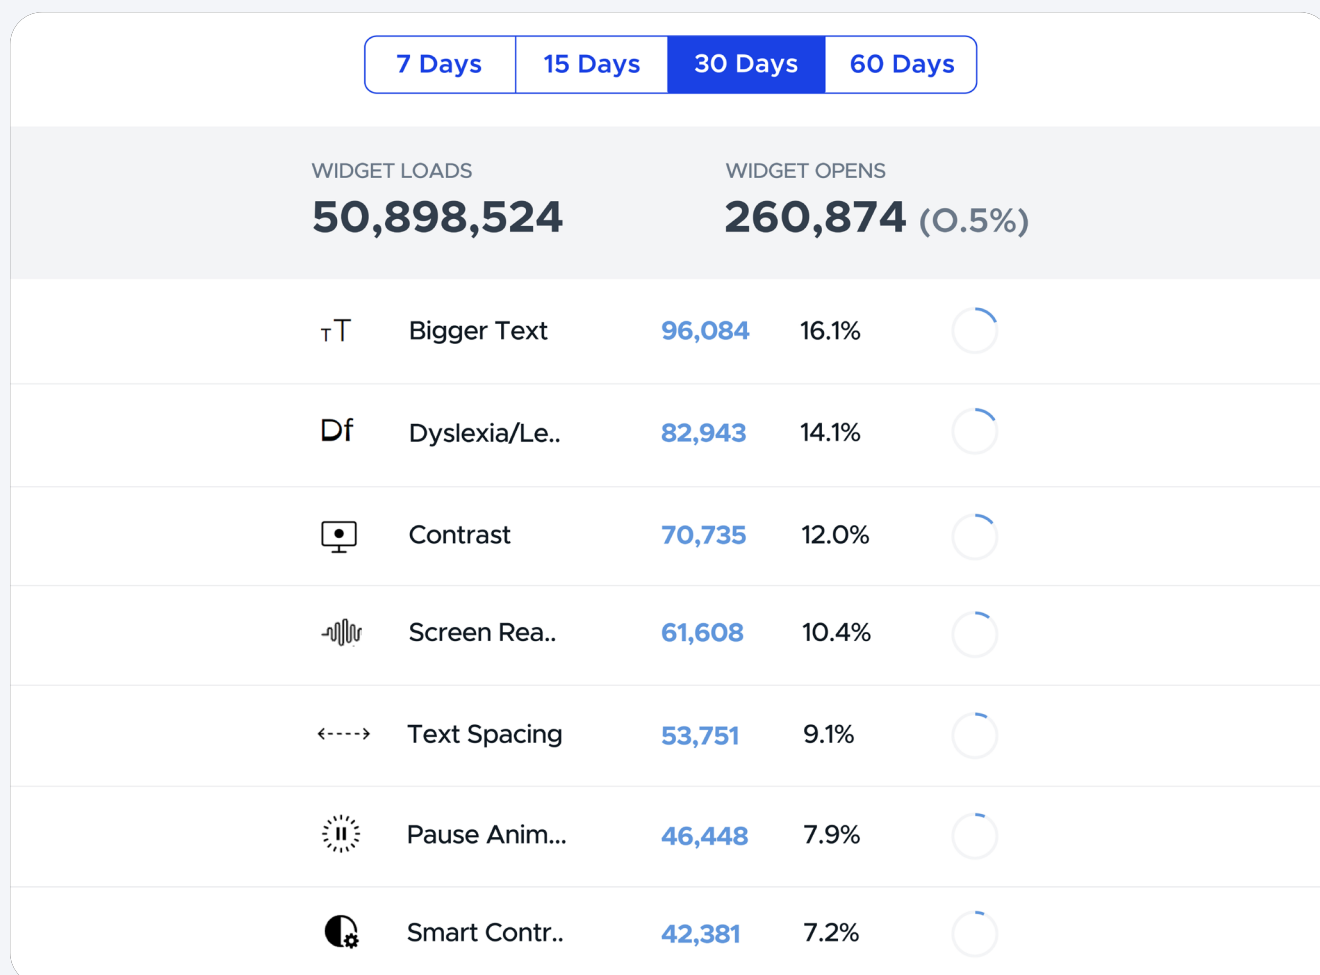 7 Days 15 Days 30 Days 60 Days
WIDGET LOADS WIDGET OPENS
50,898,524 260,874 (0.5%)
тT Bigger Text 96,084 16.1%
Df Dyslexia/Le.. 82,943 14.1%
Contrast 70,735 12.0%
Screen Rea.. 61,608 10.4%
Text Spacing 53,751 9.1%
Pause Anim... 46,448 7.9%
Smart Contr.. 42,381 7.2%